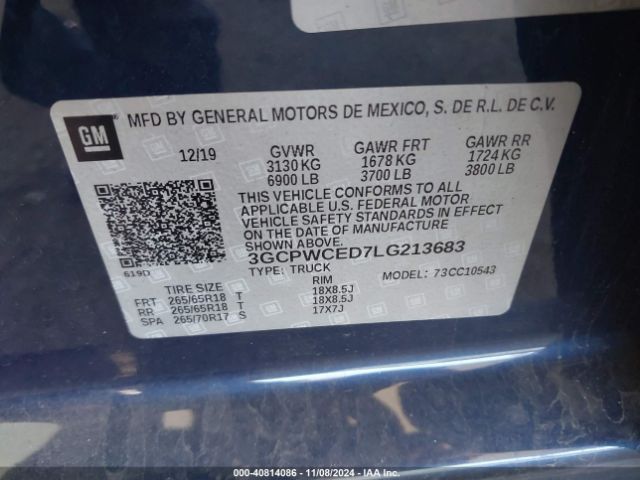 GM
MFD BY GENERAL MOTORS DE MEXICO, S. DE R.L. DE C.V.
12/19 GVWR GAWR FRT GAWR RR
3130 KG 1678 KG 1724 KG
6900 LB 3700 LB 3800 LB
THIS VEHICLE CONFORMS TO ALL
APPLICABLE U.S. FEDERAL MOTOR
VEHICLE SAFETY STANDARDS IN EFFECT
ON THE DATE OF MANUFACTURE
SHOWN ABOVE.
3GCPWCED7LG213683
619D
TYPE: TRUCK MODEL: 73CC10543
TIRE SIZE RIM
FRT 265/65R18 T 18X8.5J
RR 265/65R18 T 18X8.5J
SPA 265/70R17 S 17X7J
000-40814086 - 11/08/2024 - IAA Inc.